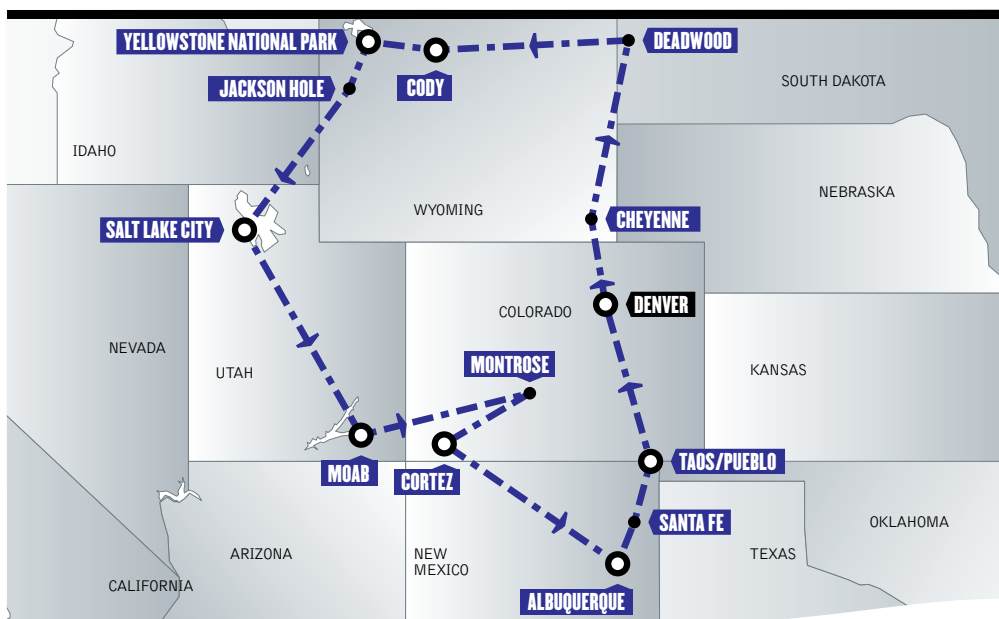 YELLOWSTONE NATIONAL PARK
DEADWOOD
JACKSON HOLE
CODY
SOUTH DAKOTA
IDAHO
NEBRASKA
WYOMING
CHEYENNE
SALT LAKE CITY
COLORADO
DENVER
NEVADA
UTAH
MONTROSE
KANSAS
MOAB
CORTEZ
TAOS/PUEBLO
SANTA FE
OKLAHOMA
ARIZONA
NEW
MEXICO
TEXAS
CALIFORNIA
ALBUQUERQUE